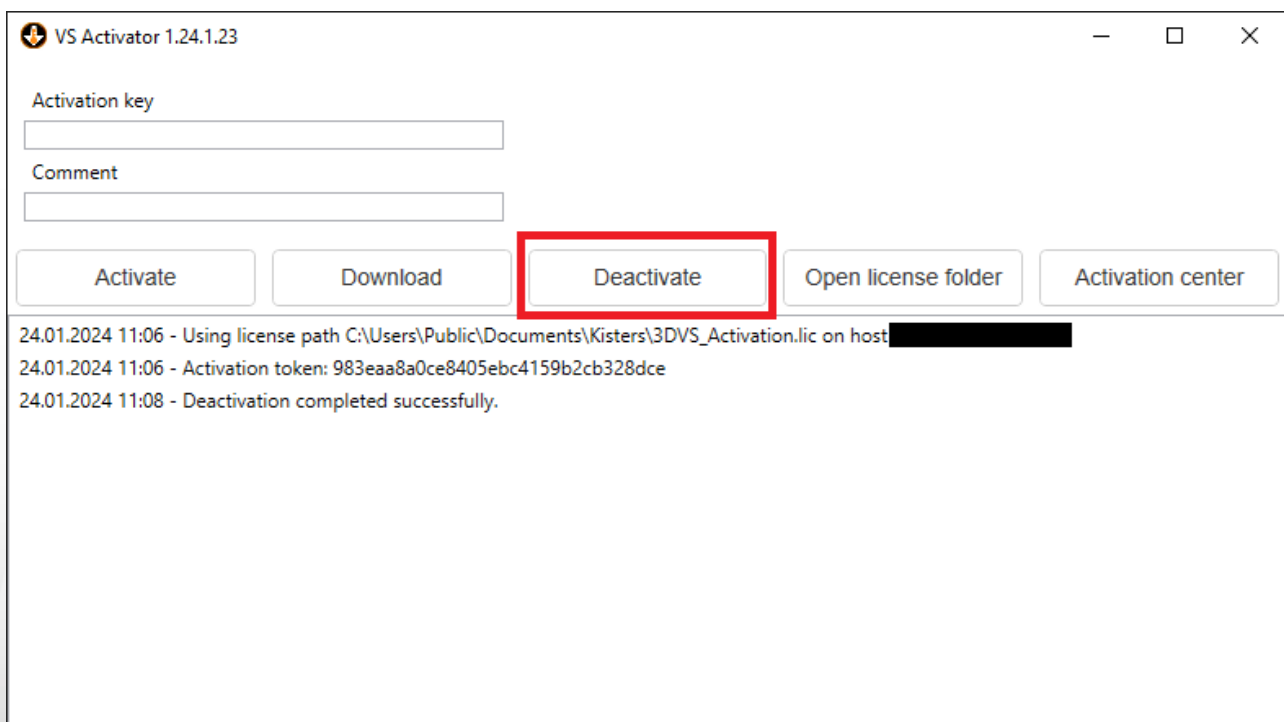 VS Activator 1.24.1.23
Activation key
Comment
Activate Download Deactivate Open license folder Activation center
24.01.2024 11:06 - Using license path C:\Users\Public\Documents\Kisters\3DVS_Activation.lic on host
24.01.2024 11:06 - Activation token: 983eaa8a0ce8405ebc4159b2cb328dce
24.01.2024 11:08 - Deactivation completed successfully.